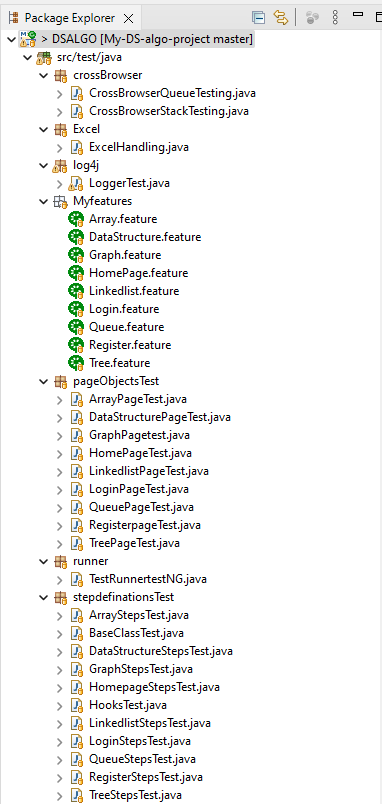 Package Explorer
> DSALGO [My-DS-algo-project master]
src/test/java
crossBrowser
CrossBrowserQueueTesting.java
CrossBrowserStackTesting.java
Excel
ExcelHandling.java
log4j
LoggerTest.java
Myfeatures
Array.feature
DataStructure.feature
Graph.feature
HomePage.feature
Linkedlist.feature
Login.feature
Queue.feature
Register.feature
Tree.feature
pageObjectsTest
ArrayPageTest.java
DataStructurePageTest.java
GraphPagetest.java
HomePageTest.java
LinkedlistPageTest.java
LoginPageTest.java
QueuePageTest.java
RegisterpageTest.java
TreePageTest.java
runner
TestRunnertestNG.java
stepdefinationsTest
ArrayStepsTest.java
BaseClassTest.java
DataStructureStepsTest.java
GraphStepsTest.java
HomepageStepsTest.java
HooksTest.java
LinkedlistStepsTest.java
LoginStepsTest.java
QueueStepsTest.java
RegisterStepsTest.java
TreeStepsTest.java